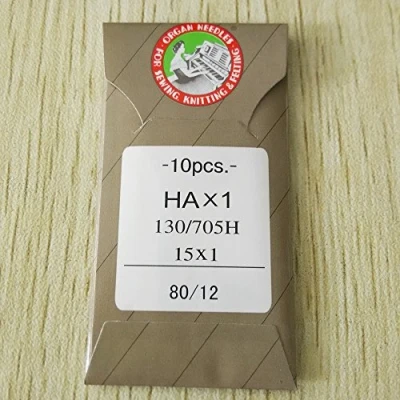 ORGAN NEEDLES
FOR SEWING, KNITTING & FELTING
-10pcs.-
HA×1
130/705H
15x1
80/12